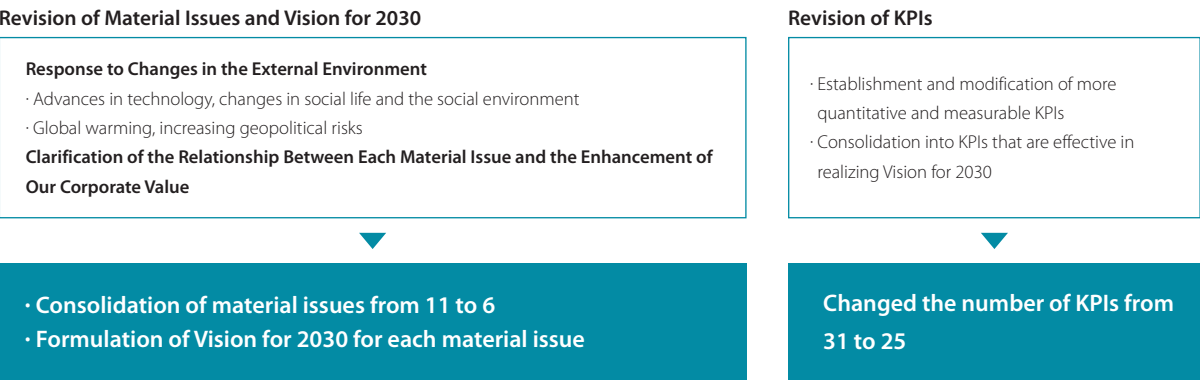 Revision of Material Issues and Vision for 2030
Response to Changes in the External Environment
· Advances in technology, changes in social life and the social environment
· Global warming, increasing geopolitical risks
Clarification of the Relationship Between Each Material Issue and the Enhancement of
Our Corporate Value
· Consolidation of material issues from 11 to 6
· Formulation of Vision for 2030 for each material issue
Revision of KPIs
· Establishment and modification of more
quantitative and measurable KPIs
· Consolidation into KPIs that are effective in
realizing Vision for 2030
Changed the number of KPIs from
31 to 25